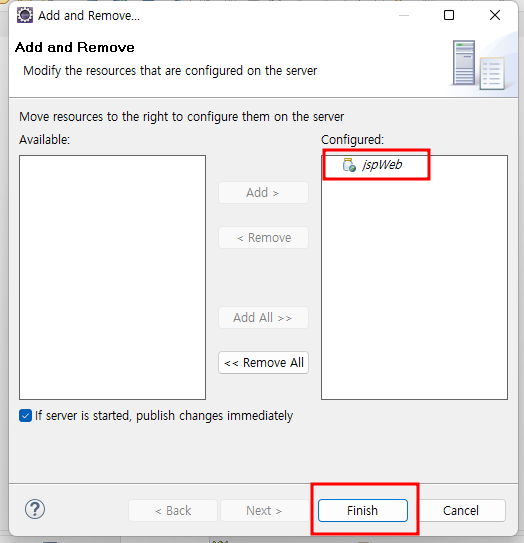 Add and Remove...
Add and Remove
Modify the resources that are configured on the server
Move resources to the right to configure them on the server
Available:
Configured:
jspWeb
Add >
< Remove
Add All >>
<< Remove All
If server is started, publish changes immediately
?
< Back
Next >
Finish
Cancel